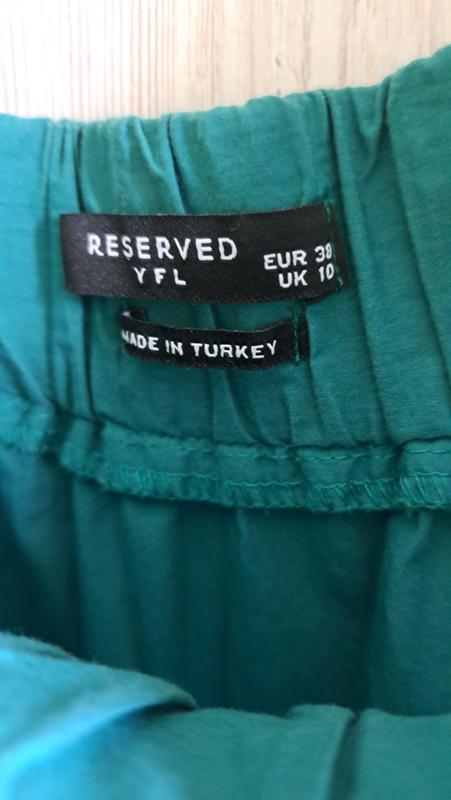 RESERVED
YFL
EUR 38
UK 10
MADE IN TURKEY